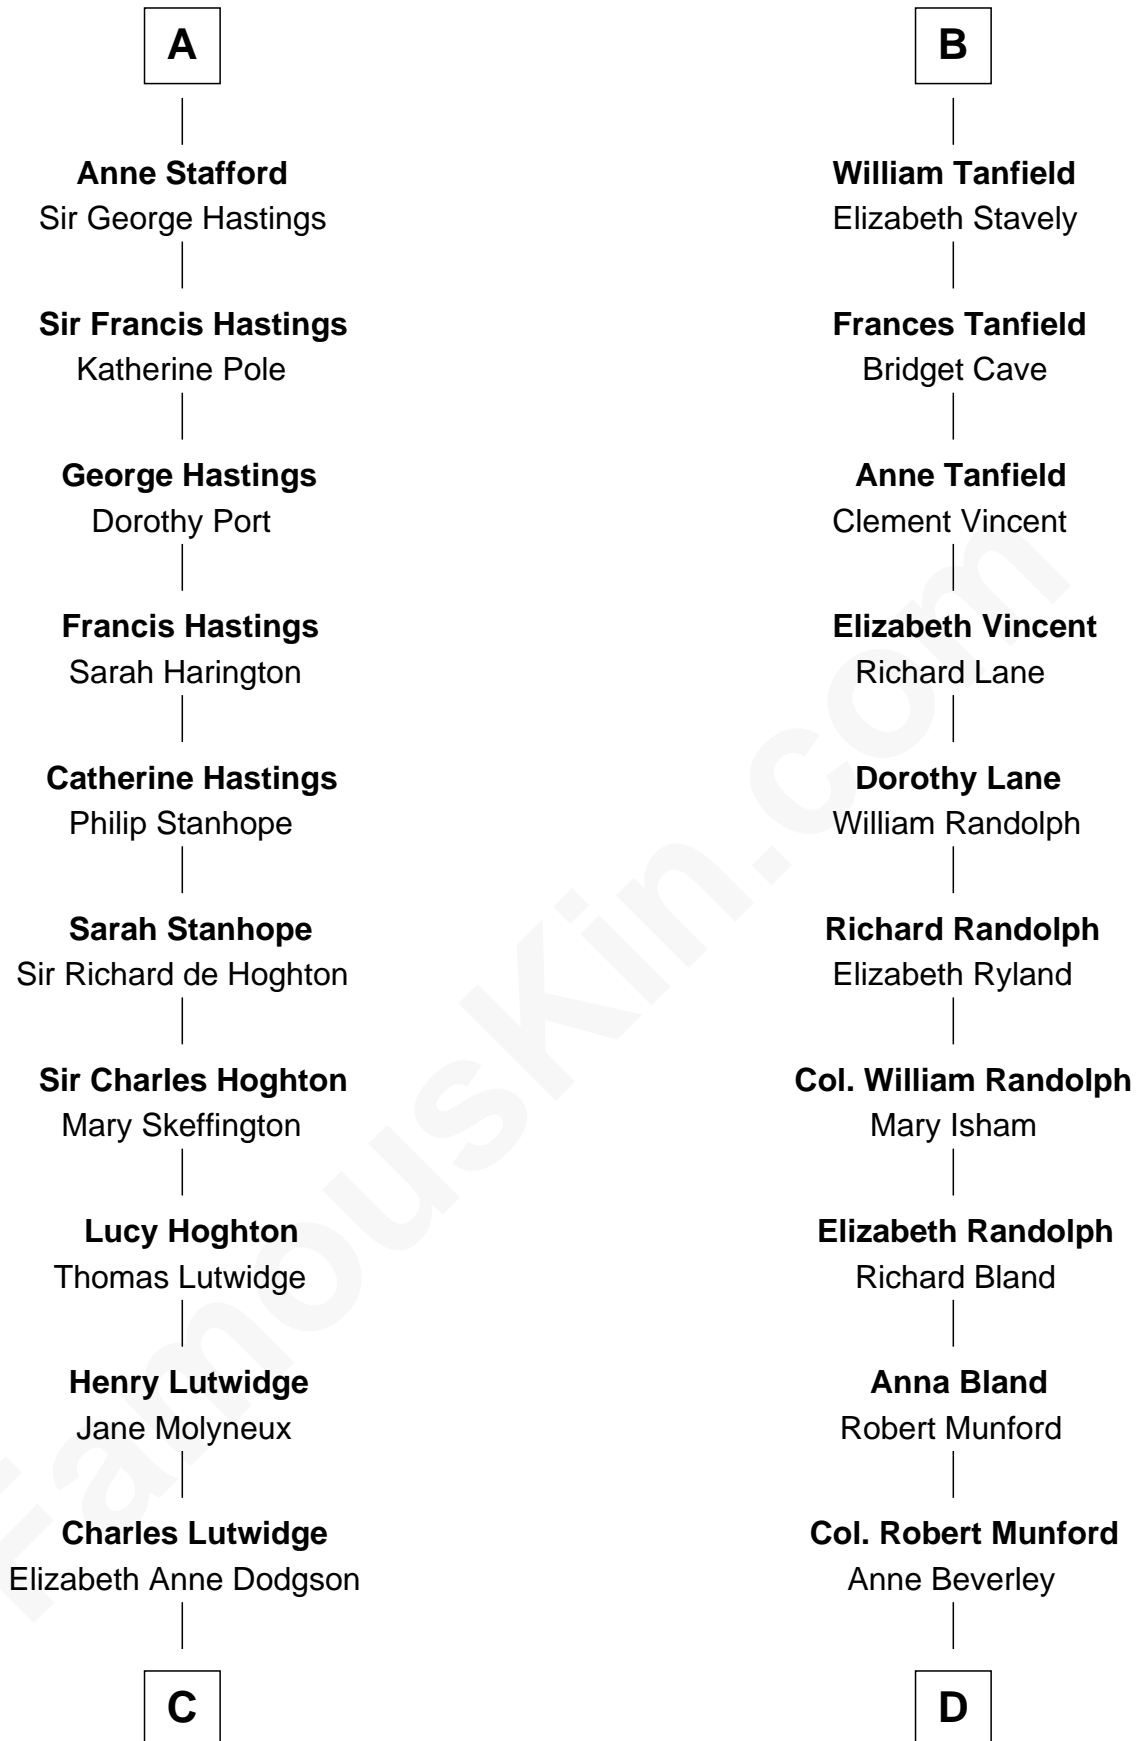 A
Anne Stafford
Sir George Hastings
Sir Francis Hastings
Katherine Pole
George Hastings
Dorothy Port
Francis Hastings
Sarah Harington
Catherine Hastings
Philip Stanhope
Sarah Stanhope
Sir Richard de Hoghton
Sir Charles Hoghton
Mary Skeffington
Lucy Hoghton
Thomas Lutwidge
Henry Lutwidge
Jane Molyneux
Charles Lutwidge
Elizabeth Anne Dodgson
C
B
William Tanfield
Elizabeth Stavely
Frances Tanfield
Bridget Cave
Anne Tanfield
Clement Vincent
Elizabeth Vincent
Richard Lane
Dorothy Lane
William Randolph
Richard Randolph
Elizabeth Ryland
Col. William Randolph
Mary Isham
Elizabeth Randolph
Richard Bland
Anna Bland
Robert Munford
Col. Robert Munford
Anne Beverley
D
FamousKin.com